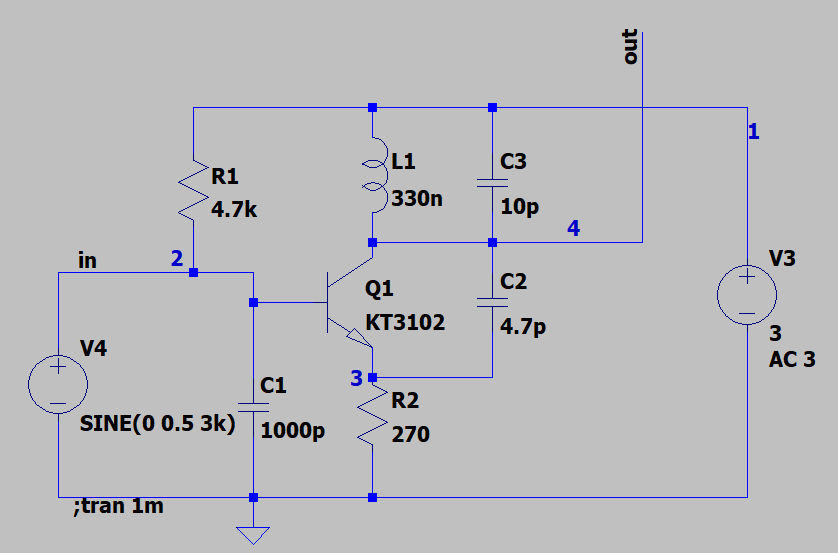 out
1
L1
330n
C3
10p
R1
4.7k
4
in
2
V3
3
AC 3
Q1
KT3102
C2
4.7p
V4
SINE(0 0.5 3k)
3
C1
1000p
R2
270
;tran 1m